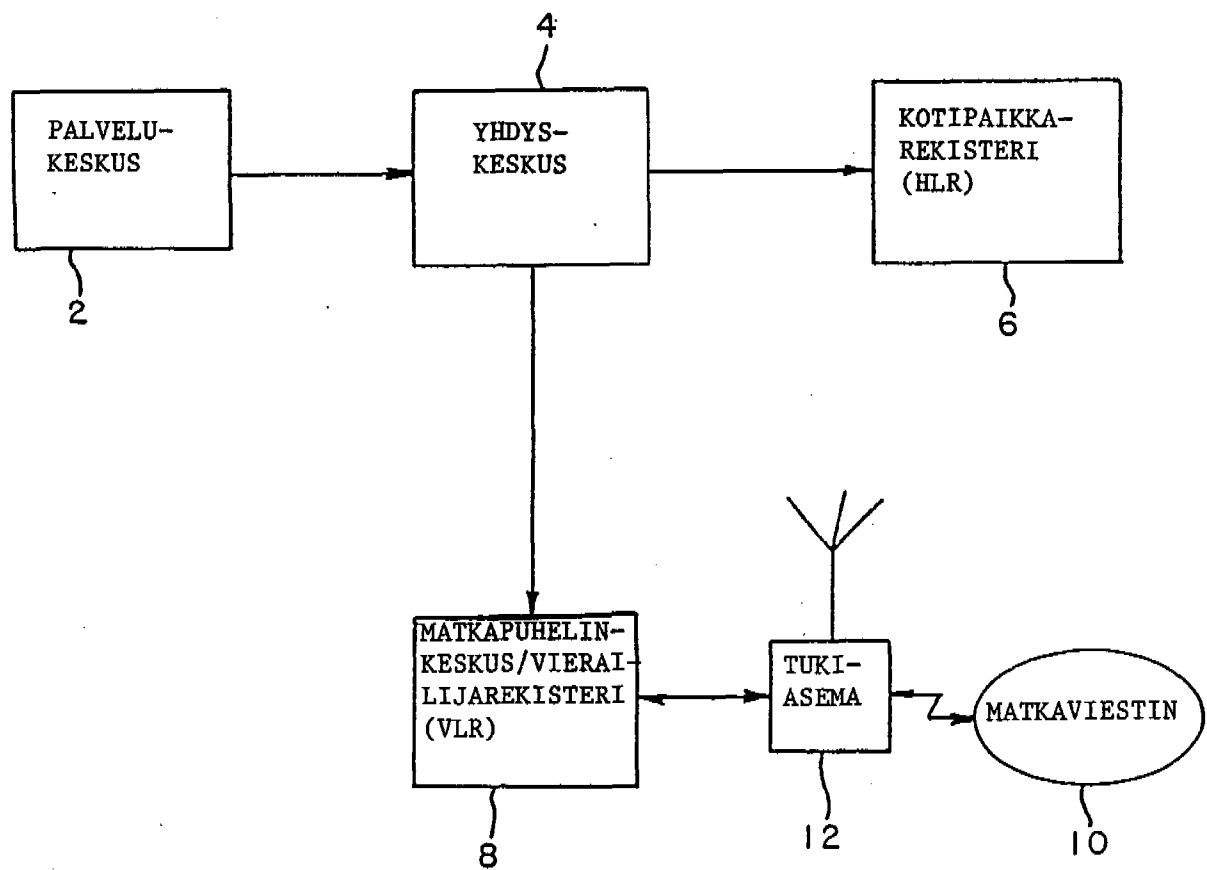 4
PALVELU-
KESKUS
YHDYS-
KESKUS
KOTIPAIKKA-
REKISTERI
(HLR)
2
6
MATKAPUHELIN-
KESKUS/VIERAI-
LIJAREKISTERI
(VLR)
TUKI-
ASEMA
MATKAVIESTIN
8
12
10